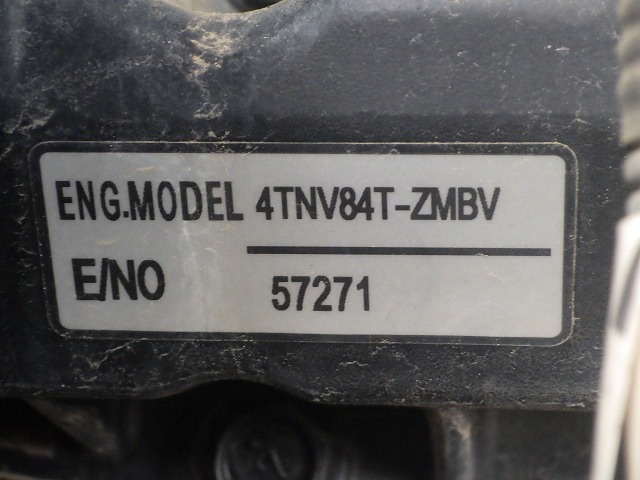 ENG.MODEL 4TNV84T-ZMBV
E/NO 57271